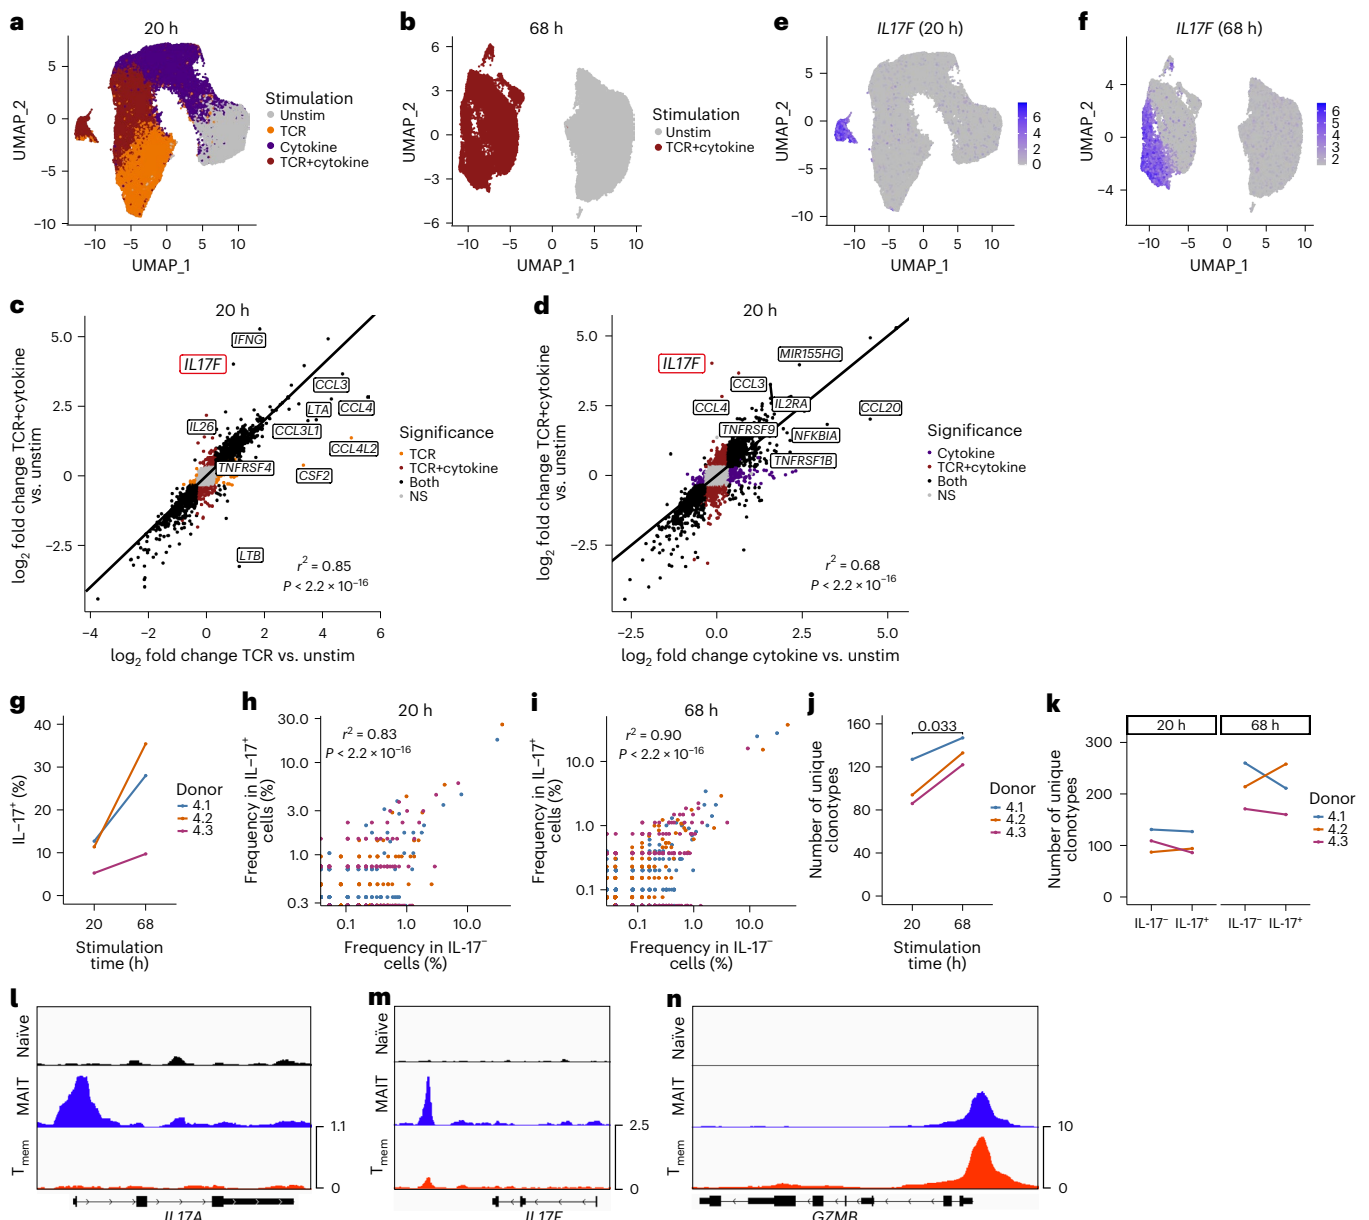 a
20 h
UMAP_2
5
0
−5
−10
−10
−5
0
5
10
UMAP_1
Stimulation
Unstim
TCR
Cytokine
TCR+cytokine
b
68 h
6
3
0
−3
−6
−10
−5
0
5
10
UMAP_1
Stimulation
Unstim
TCR+cytokine
e
IL17F (20 h)
UMAP_2
5
0
−5
−10
−10
−5
0
5
10
UMAP_1
6
4
2
0
f
IL17F (68 h)
UMAP_2
4
0
−4
−10
−5
0
5
10
UMAP_1
6
5
4
3
2
c
20 h
log2 fold change TCR+cytokine
vs. unstim
5.0
2.5
0
−2.5
−4
−2
0
2
4
6
log2 fold change TCR vs. unstim
IFNG
IL17F
CCL3
LTA
CCL4
IL26
CCL3L1
CCL4L2
TNFRSF4
CSF2
LTB
r2 = 0.85
P < 2.2 × 10−16
Significance
TCR
TCR+cytokine
Both
NS
d
20 h
log2 fold change TCR+cytokine
vs. unstim
5.0
2.5
0
−2.5
−2.5
0.0
2.5
5.0
log2 fold change cytokine vs. unstim
MIR155HG
IL17F
CCL3
CCL4
IL2RA
CCL20
TNFRSF9
NFKBIA
TNFRSF1B
r2 = 0.68
P < 2.2 × 10−16
Significance
Cytokine
TCR+cytokine
Both
NS
g
IL−17+ (%)
40
30
20
10
0
20
68
Stimulation
time (h)
Donor
4.1
4.2
4.3
h
20 h
Frequency in IL−17+
cells (%)
30.0
10.0
3.0
1.0
0.3
r2 = 0.83
P < 2.2 × 10−16
0.1
1.0
10.0
Frequency in IL-17−
cells (%)
i
68 h
Frequency in IL−17+
cells (%)
10.0
1.0
0.1
r2 = 0.90
P < 2.2 × 10−16
0.1
1.0
10.0
Frequency in IL-17−
cells (%)
j
Number of unique
clonotypes
160
120
80
40
0
0.033
20
68
Stimulation
time (h)
Donor
4.1
4.2
4.3
k
20 h
68 h
Number of unique
clonotypes
300
200
100
0
IL-17−
IL-17+
IL-17−
IL-17+
Donor
4.1
4.2
4.3
l
Naïve
MAIT
Tmem
1.1
0
IL17A
m
Naïve
MAIT
Tmem
2.5
0
IL17F
n
Naïve
MAIT
Tmem
10
0
GZMB